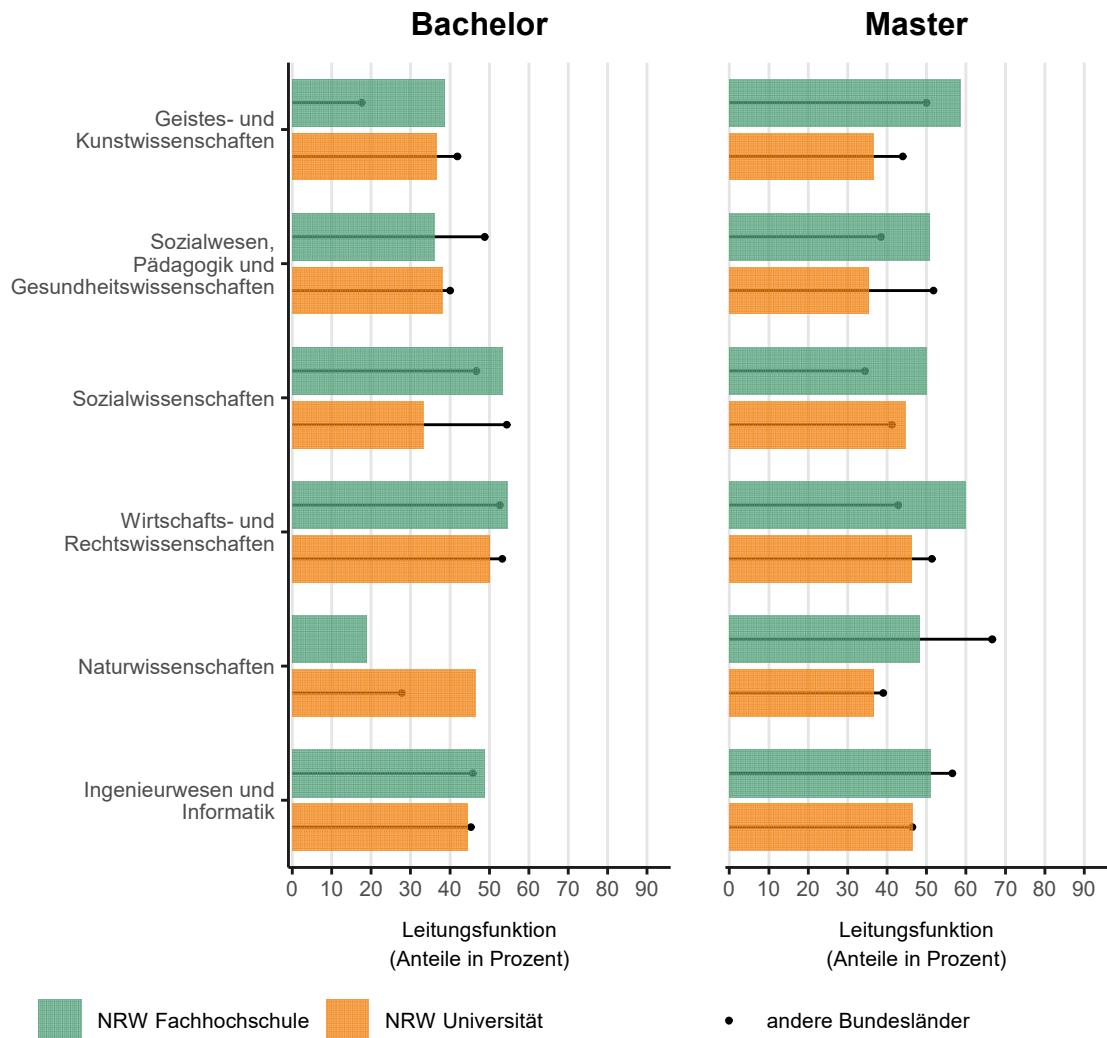 Bachelor
Master
Geistes- und
Kunstwissenschaften
Sozialwesen,
Pädagogik und
Gesundheitswissenschaften
Sozialwissenschaften
Wirtschafts- und
Rechtswissenschaften
Naturwissenschaften
Ingenieurwesen und
Informatik
0 10 20 30 40 50 60 70 80 90
0 10 20 30 40 50 60 70 80 90
Leitungsfunktion
(Anteile in Prozent)
Leitungsfunktion
(Anteile in Prozent)
NRW Fachhochschule
NRW Universität
andere Bundesländer